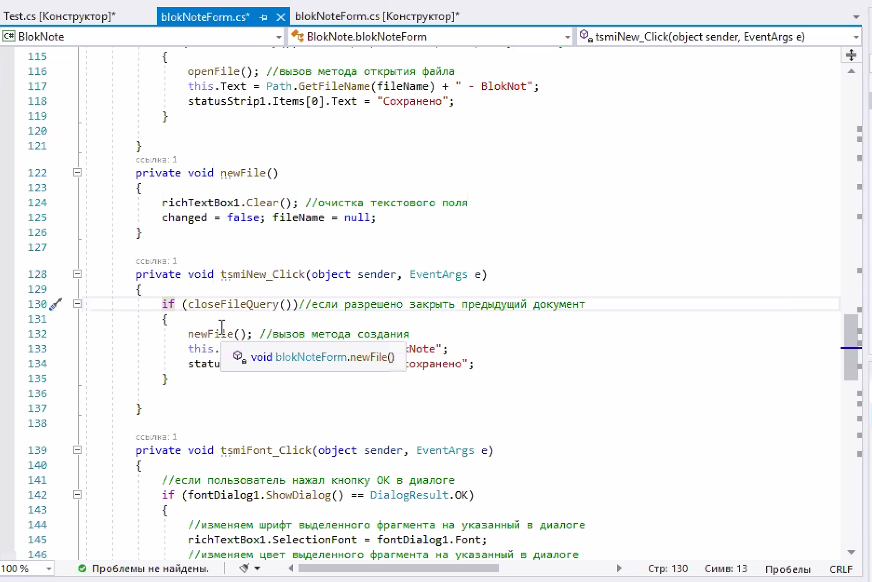 Test.cs [Конструктор]* blokNoteForm.cs* blokNoteForm.cs [Конструктор]*
C# BlokNote BlokNote.blokNoteForm tsmiNew_Click(object sender, EventArgs e)
115 {
116 openFile(); //вызов метода открытия файла
117 this.Text = Path.GetFileName(fileName) + " - BlokNot";
118 statusStrip1.Items[0].Text = "Сохранено";
119 }
120
121 }
ссылка: 1
122 private void newFile()
123 {
124 richTextBox1.Clear(); //очистка текстового поля
125 changed = false; fileName = null;
126 }
127
ссылка: 1
128 private void tsmiNew_Click(object sender, EventArgs e)
129 {
130 if (closeFileQuery())//если разрешено закрыть предыдущий документ
131 {
132 newFile(); //вызов метода создания
133 this. kNote";
void blokNoteForm.newFile()
134 statu сохранено";
135 }
136
137 }
138
ссылка: 1
139 private void tsmiFont_Click(object sender, EventArgs e)
140 {
141 //если пользователь нажал кнопку OK в диалоге
142 if (fontDialog1.ShowDialog() == DialogResult.OK)
143 {
144 //изменяем шрифт выделенного фрагмента на указанный в диалоге
145 richTextBox1.SelectionFont = fontDialog1.Font;
146 //изменяем цвет выделенного фрагмента на указанный в диалоге
100 % Проблемы не найдены. Стр: 130 Симв: 13 Пробелы CRLF